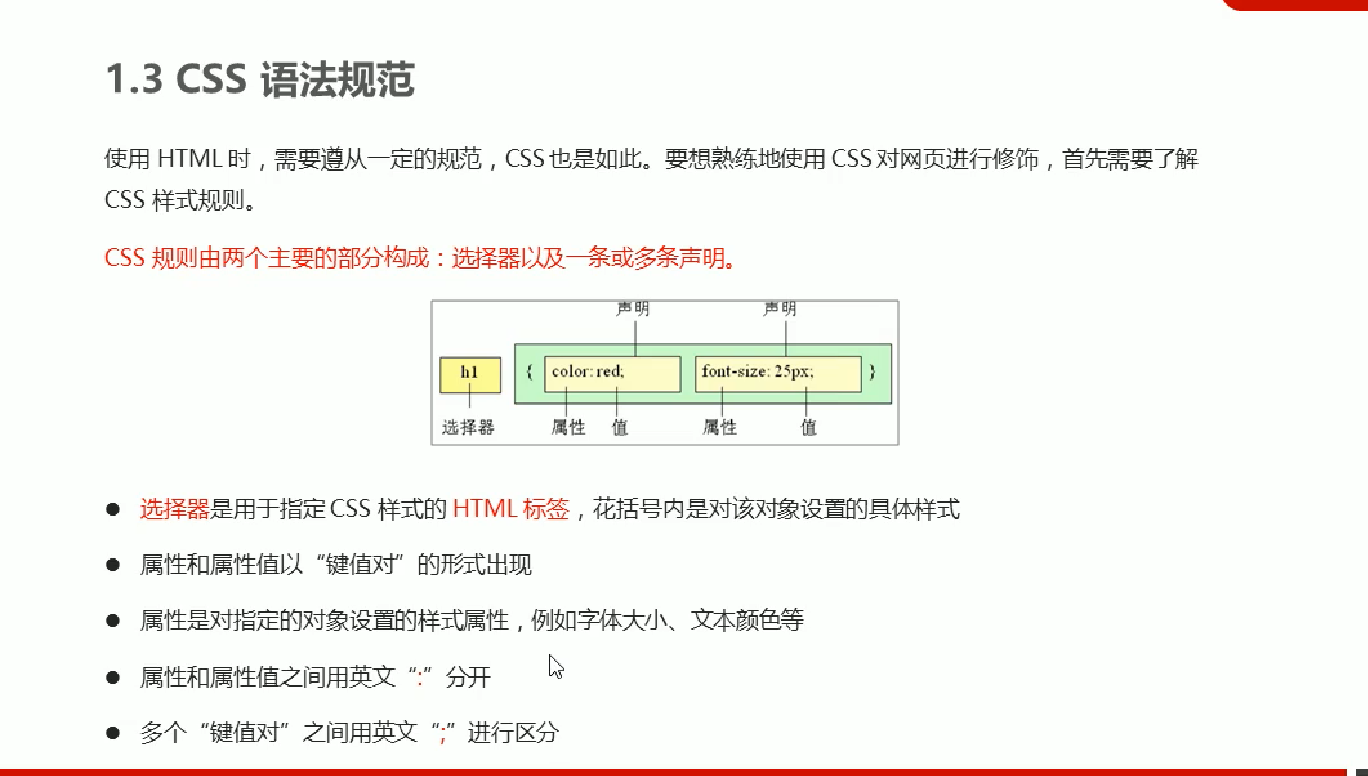 1.3 CSS 语法规范
使用 HTML 时，需要遵从一定的规范，CSS 也是如此。要想熟练地使用 CSS 对网页进行修饰，首先需要了解
CSS 样式规则。
CSS 规则由两个主要的部分构成：选择器以及一条或多条声明。
声明 声明
h1 { color: red; font-size: 25px; }
选择器 属性 值 属性 值
● 选择器是用于指定 CSS 样式的 HTML 标签，花括号内是对该对象设置的具体样式
● 属性和属性值以“键值对”的形式出现
● 属性是对指定的对象设置的样式属性，例如字体大小、文本颜色等
● 属性和属性值之间用英文“:”分开
● 多个“键值对”之间用英文“;”进行区分